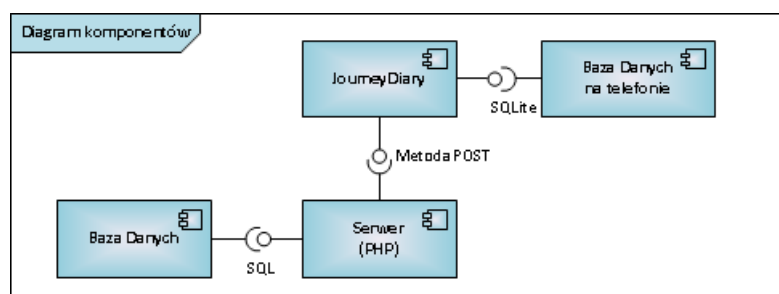 Diagram komponentów
JourneyDiary
Baza Danych
na telefonie
SQLite
Metoda POST
Baza Danych
SQL
Serwer
(PHP)